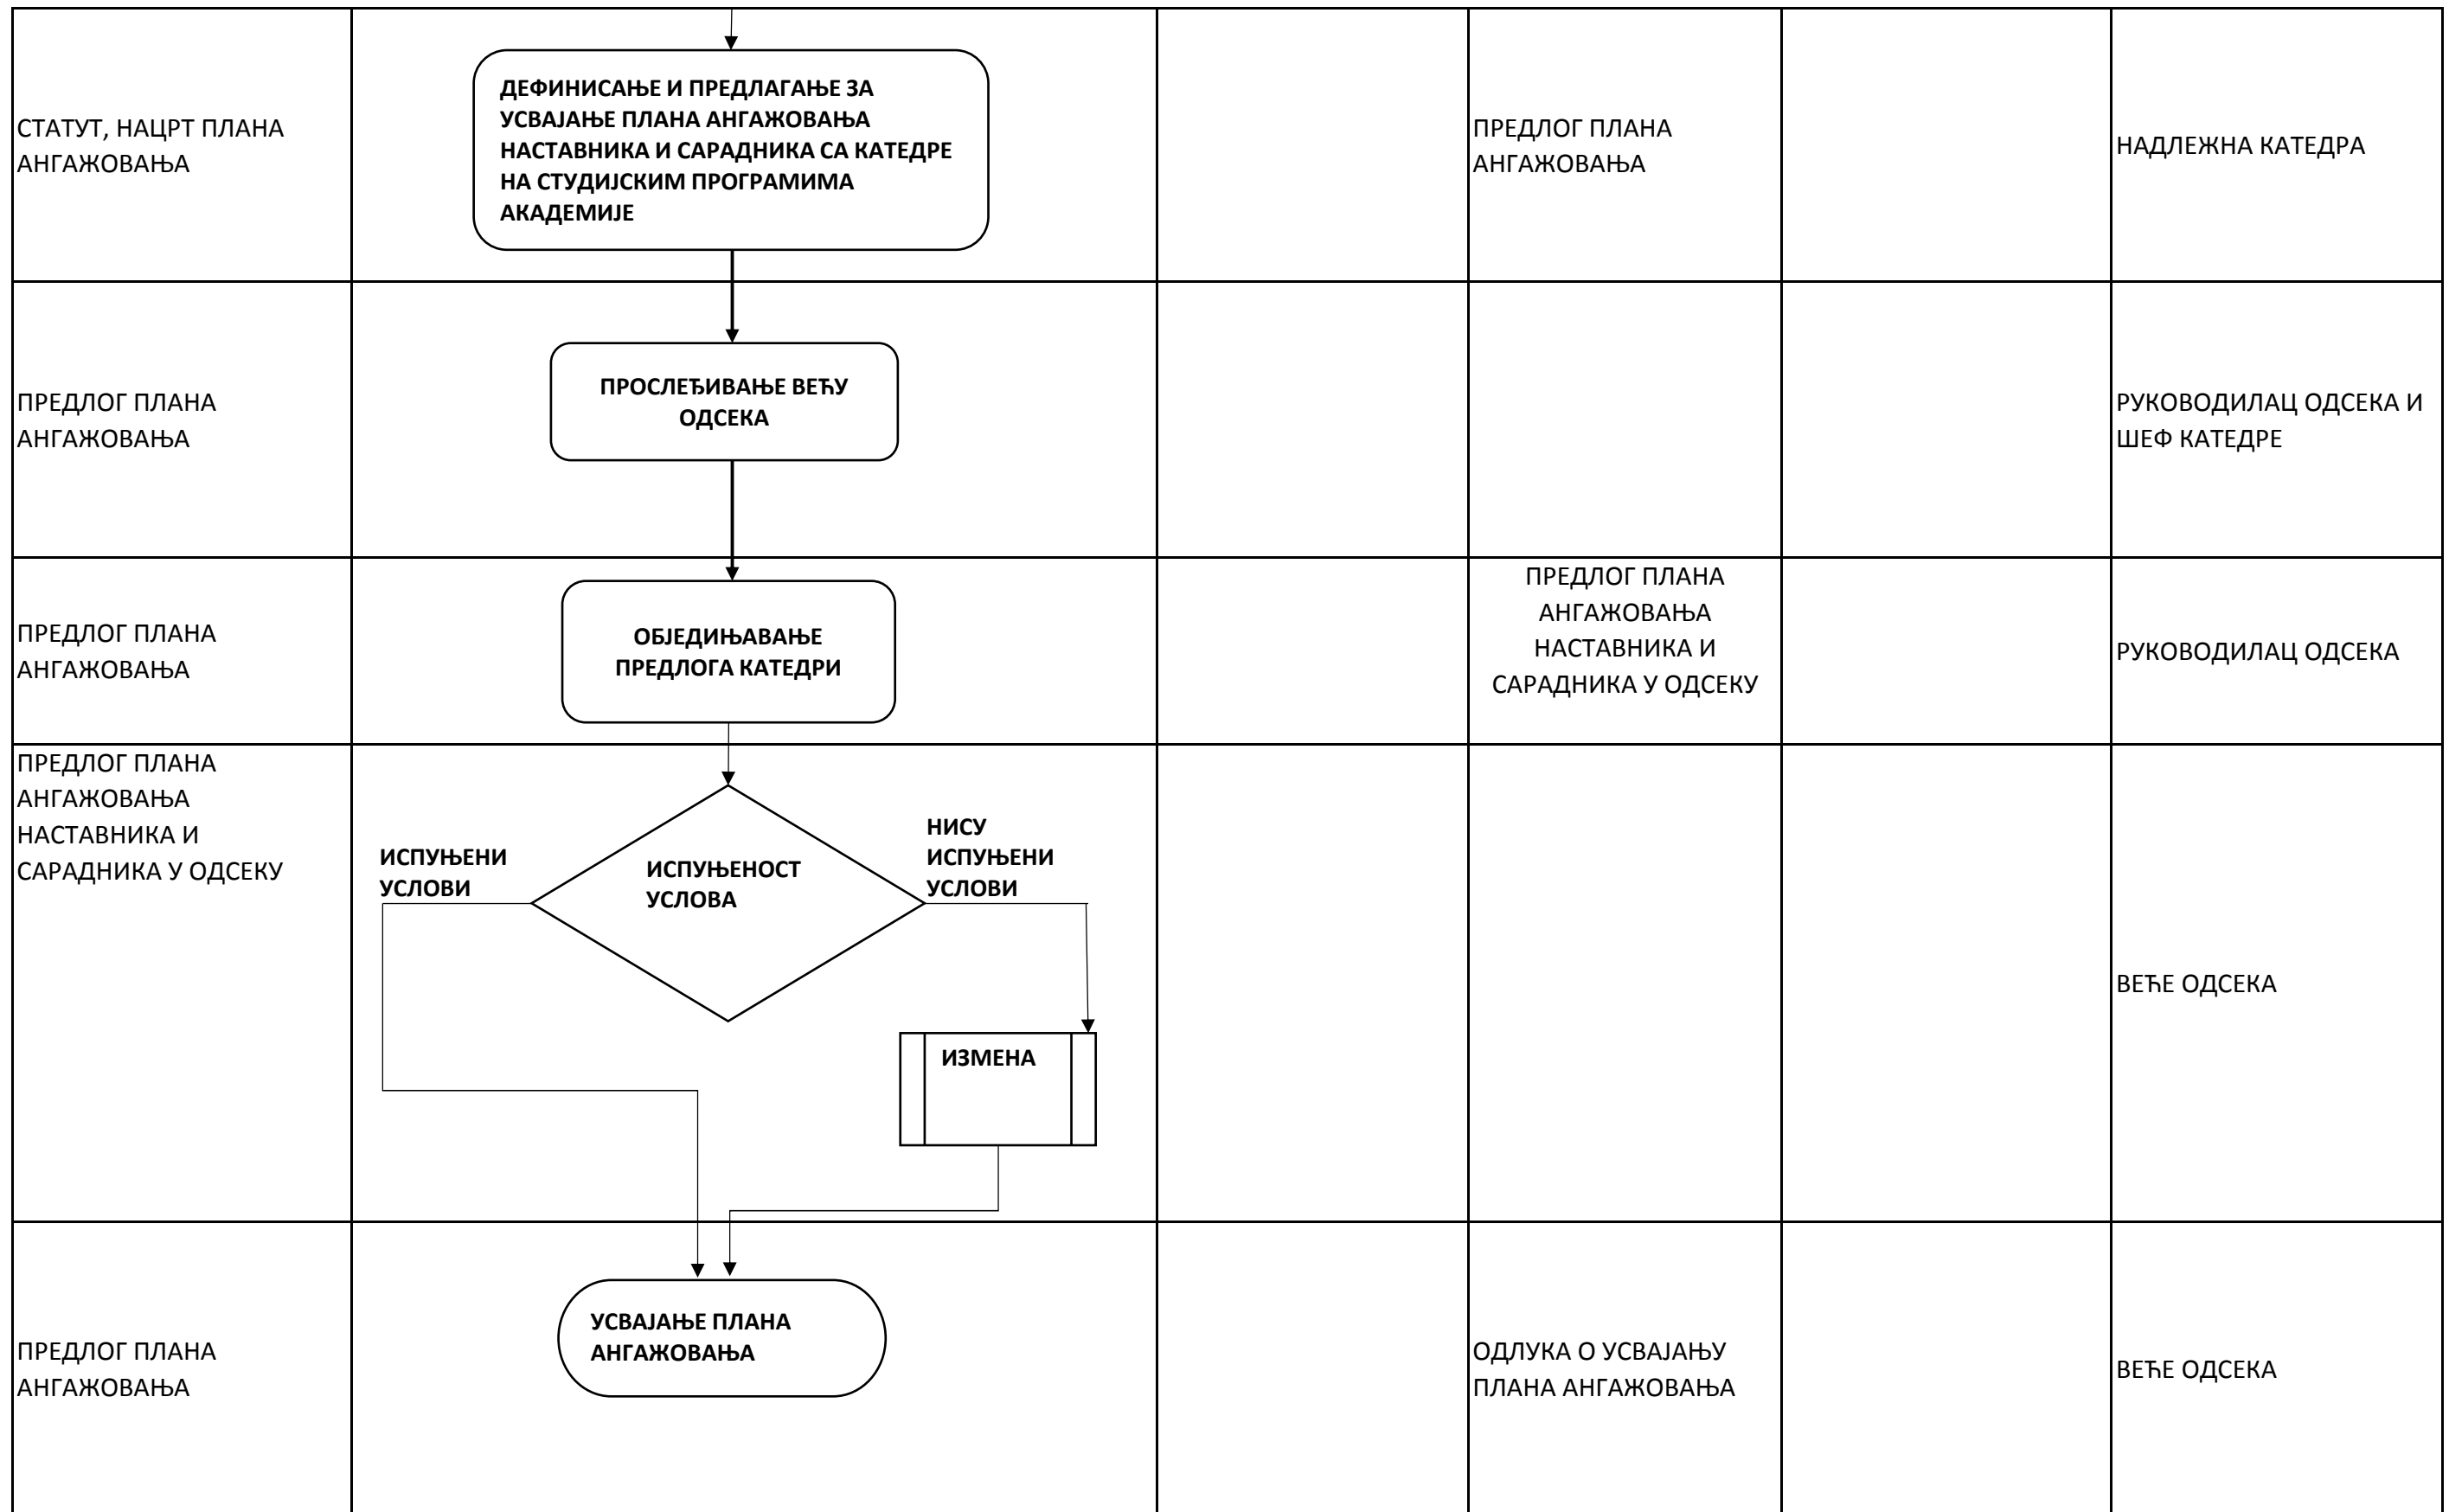 СТАТУТ, НАЦРТ ПЛАНА
АНГАЖОВАЊА
ДЕФИНИСАЊЕ И ПРЕДЛАГАЊЕ ЗА
УСВАЈАЊЕ ПЛАНА АНГАЖОВАЊА
НАСТАВНИКА И САРАДНИКА СА КАТЕДРЕ
НА СТУДИЈСКИМ ПРОГРАМИМА
АКАДЕМИЈЕ
ПРЕДЛОГ ПЛАНА
АНГАЖОВАЊА
НАДЛЕЖНА КАТЕДРА
ПРЕДЛОГ ПЛАНА
АНГАЖОВАЊА
ПРОСЛЕЂИВАЊЕ ВЕЋУ
ОДСЕКА
РУКОВОДИЛАЦ ОДСЕКА И
ШЕФ КАТЕДРЕ
ПРЕДЛОГ ПЛАНА
АНГАЖОВАЊА
ОБЈЕДИЊАВАЊЕ
ПРЕДЛОГА КАТЕДРИ
ПРЕДЛОГ ПЛАНА
АНГАЖОВАЊА
НАСТАВНИКА И
САРАДНИКА У ОДСЕКУ
РУКОВОДИЛАЦ ОДСЕКА
ПРЕДЛОГ ПЛАНА
АНГАЖОВАЊА
НАСТАВНИКА И
САРАДНИКА У ОДСЕКУ
ИСПУЊЕНИ
УСЛОВИ
ИСПУЊЕНОСТ
УСЛОВА
НИСУ
ИСПУЊЕНИ
УСЛОВИ
ИЗМЕНА
ВЕЋЕ ОДСЕКА
ПРЕДЛОГ ПЛАНА
АНГАЖОВАЊА
УСВАЈАЊЕ ПЛАНА
АНГАЖОВАЊА
ОДЛУКА О УСВАЈАЊУ
ПЛАНА АНГАЖОВАЊА
ВЕЋЕ ОДСЕКА